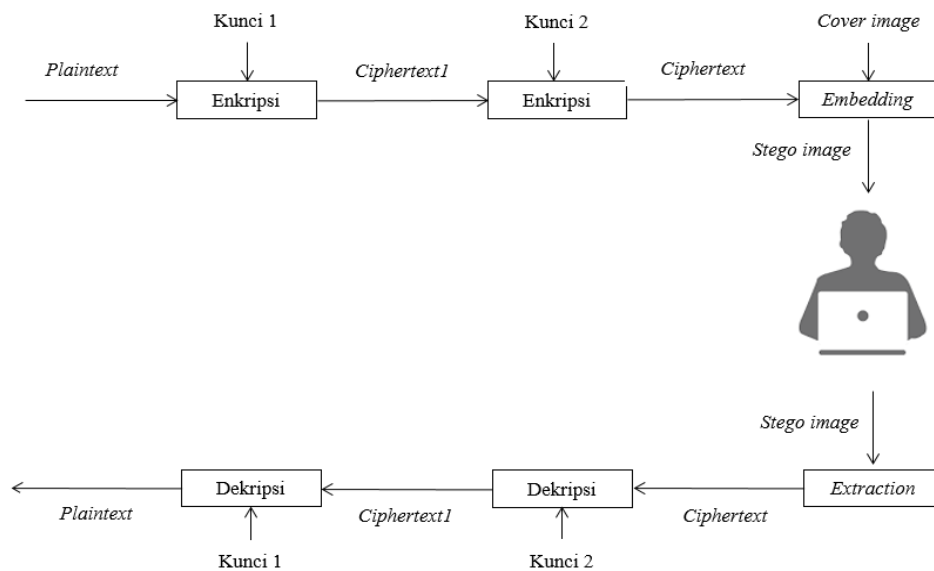 Kunci 1
Kunci 2
Cover image
Plaintext
Ciphertext1
Ciphertext
Enkripsi
Enkripsi
Embedding
Stego image
Stego image
Dekripsi
Dekripsi
Extraction
Plaintext
Ciphertext1
Ciphertext
Kunci 1
Kunci 2